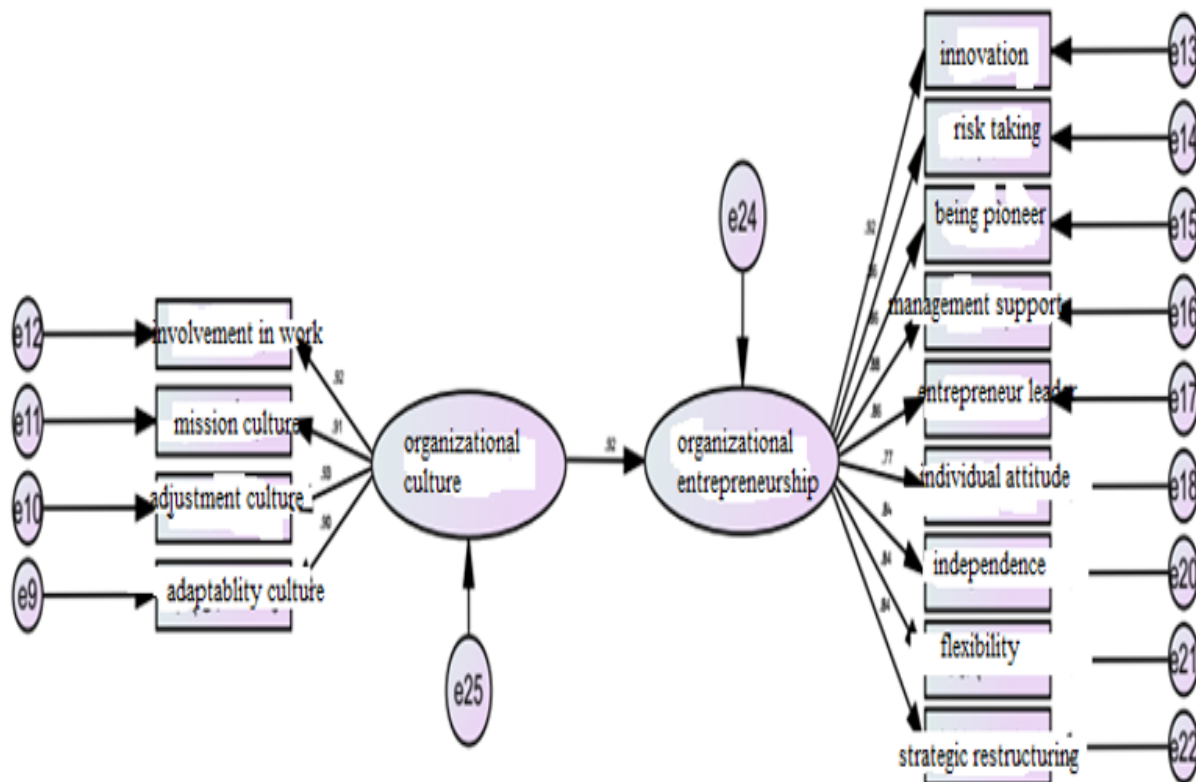 innovation
e13
risk taking
e14
being pioneer
e15
e24
.92
management support
e16
e12
involvement in work
.88
entrepreneur leader
e17
.92
.86
e11
mission culture
.91
organizational
culture
.92
organizational
entrepreneurship
.77
individual attitude
e18
e10
adjustment culture
.90
.84
independence
e20
e9
adaptablity culture
.84
flexibility
e21
.84
e25
strategic restructuring
e22